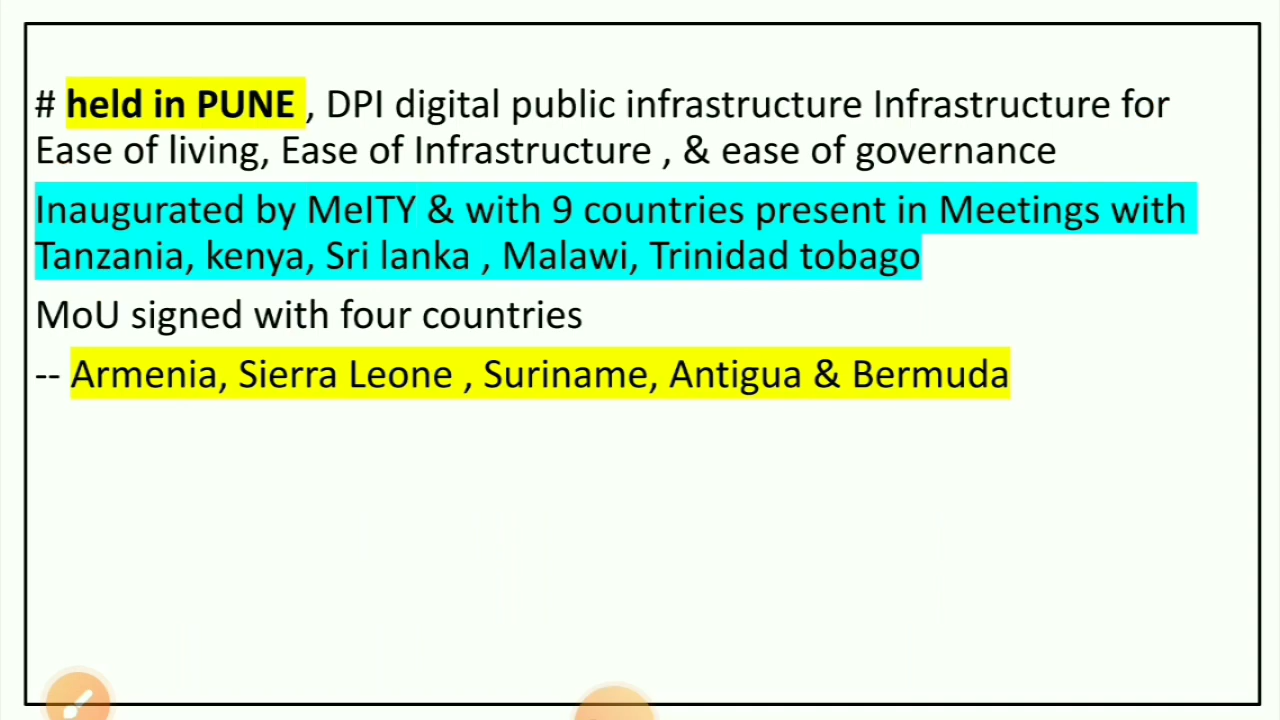 # held in PUNE , DPI digital public infrastructure Infrastructure for
Ease of living, Ease of Infrastructure , & ease of governance
Inaugurated by MeITY & with 9 countries present in Meetings with
Tanzania, kenya, Sri lanka , Malawi, Trinidad tobago
MoU signed with four countries
-- Armenia, Sierra Leone , Suriname, Antigua & Bermuda